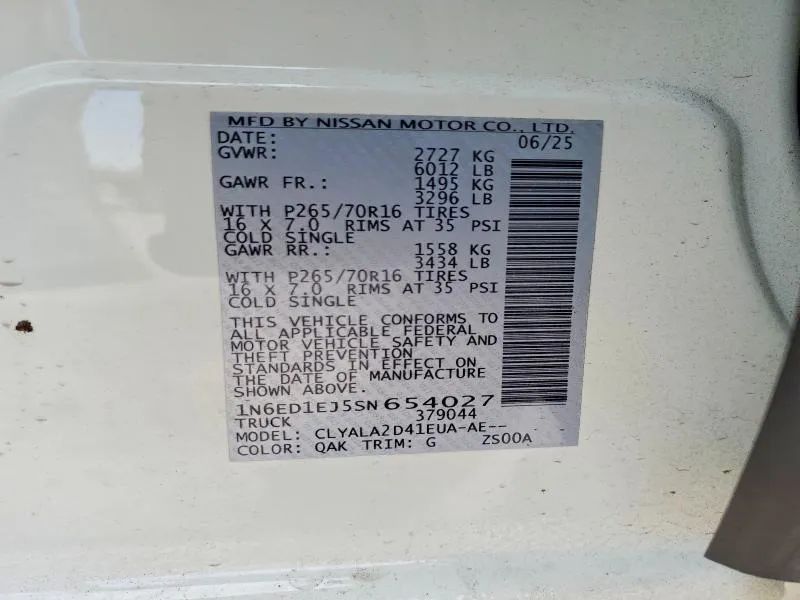 MFD BY NISSAN MOTOR CO., LTD.
DATE: 06/25
GVWR: 2727 KG
6012 LB
GAWR FR.: 1495 KG
3296 LB
WITH P265/70R16 TIRES
16 X 7.0 RIMS AT 35 PSI
COLD SINGLE
GAWR RR.: 1558 KG
3434 LB
WITH P265/70R16 TIRES
16 X 7.0 RIMS AT 35 PSI
COLD SINGLE
THIS VEHICLE CONFORMS TO
ALL APPLICABLE FEDERAL
MOTOR VEHICLE SAFETY AND
THEFT PREVENTION
STANDARDS IN EFFECT ON
THE DATE OF MANUFACTURE
SHOWN ABOVE.
1N6ED1EJ5SN654027
TRUCK 379044
MODEL: CLYALA2D41EUA-AE--
COLOR: QAK TRIM: G ZS00A